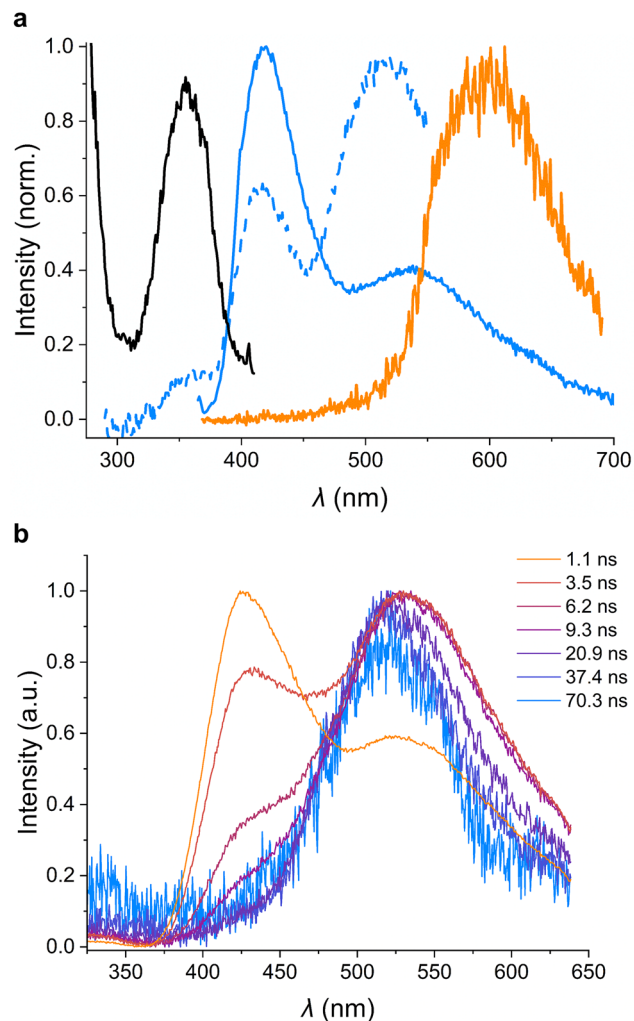 a
Intensity (norm.)
1.0
0.8
0.6
0.4
0.2
0.0
300
400
500
600
700
λ (nm)
b
Intensity (a.u.)
1.0
0.8
0.6
0.4
0.2
0.0
1.1 ns
3.5 ns
6.2 ns
9.3 ns
20.9 ns
37.4 ns
70.3 ns
350
400
450
500
550
600
650
λ (nm)